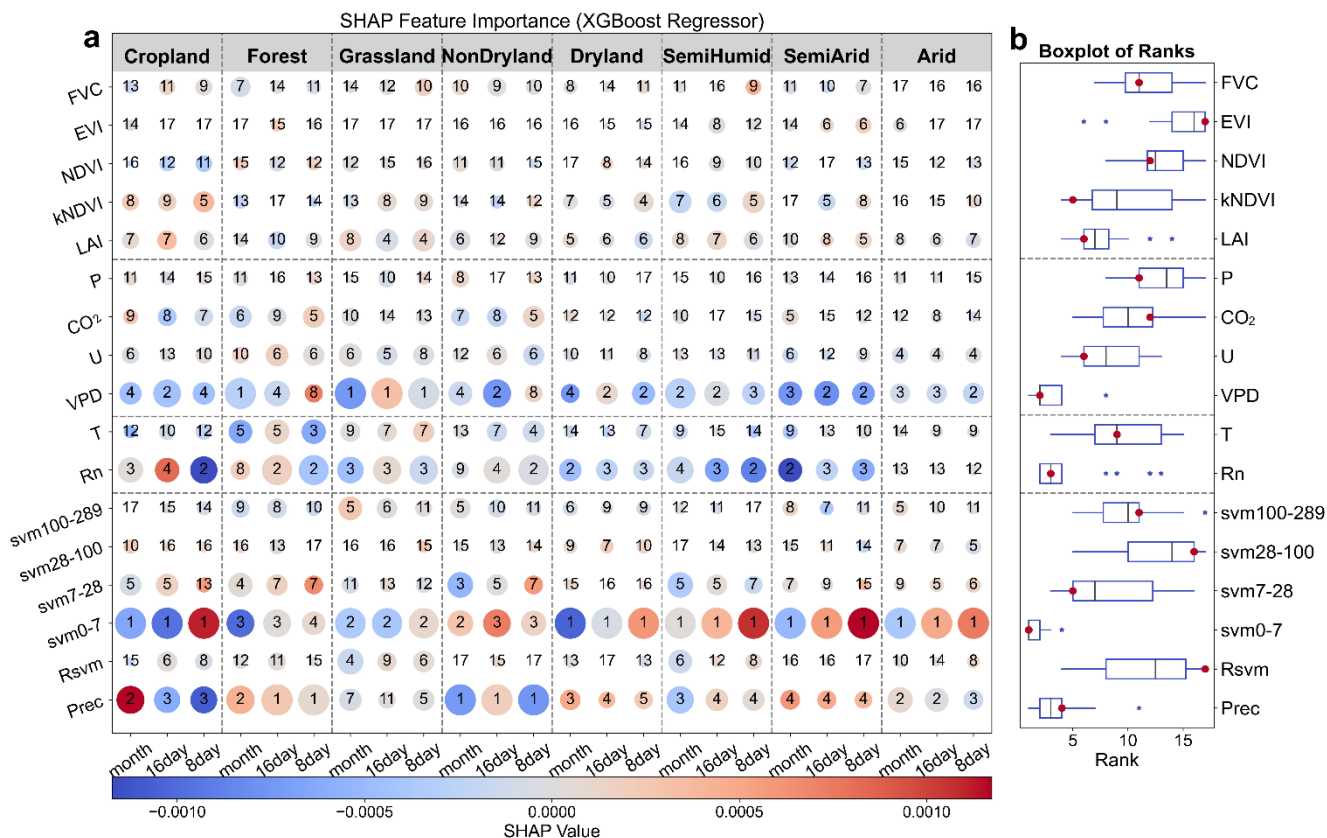 SHAP Feature Importance (XGBoost Regressor)
a
b
Boxplot of Ranks
Cropland Forest Grassland NonDryland Dryland SemiHumid SemiArid Arid
FVC 13 11 9 7 14 11 14 12 10 10 9 10 8 14 11 11 16 9 11 10 7 17 16 16 FVC
EVI 14 17 17 17 15 16 17 17 17 16 16 16 16 15 15 14 8 12 14 6 6 6 17 17 EVI
NDVI 16 12 11 15 12 12 12 15 16 11 11 15 17 8 14 16 9 10 12 17 13 15 12 13 NDVI
kNDVI 8 9 5 13 17 14 13 8 9 14 14 12 7 5 4 7 6 5 17 5 8 16 15 10 kNDVI
LAI 7 7 6 14 10 9 8 4 4 6 12 9 5 6 6 8 7 6 10 8 5 8 6 7 LAI
P 11 14 15 11 16 13 15 10 14 8 17 13 11 10 17 15 10 16 13 14 16 11 11 15 P
CO₂ 9 8 7 6 9 5 10 14 13 7 8 5 12 12 12 10 17 15 5 15 12 12 8 14 CO₂
U 6 13 10 10 6 6 6 5 8 12 6 6 10 11 8 13 13 11 6 12 9 4 4 4 U
VPD 4 2 4 1 4 8 1 1 1 4 2 8 4 2 2 2 2 3 3 2 2 3 3 2 VPD
T 12 10 12 5 5 3 9 7 7 13 7 4 14 13 7 9 15 14 9 13 10 14 9 9 T
Rn 3 4 2 8 2 2 3 3 3 9 4 2 2 3 3 4 3 2 2 3 3 13 13 12 Rn
svm100-289 17 15 14 9 8 10 5 6 11 5 10 11 6 9 9 12 11 17 8 7 11 5 10 11 svm100-289
svm28-100 10 16 16 16 13 17 16 16 15 15 13 14 9 7 10 17 14 13 15 11 14 7 7 5 svm28-100
svm7-28 5 5 13 4 7 7 11 13 12 3 5 7 15 16 16 5 5 7 7 9 15 9 5 6 svm7-28
svm0-7 1 1 1 3 3 4 2 2 2 2 3 3 1 1 1 1 1 1 1 1 1 1 1 1 svm0-7
Rsvm 15 6 8 12 11 15 4 9 6 17 15 17 13 17 13 6 12 8 16 16 17 10 14 8 Rsvm
Prec 2 3 3 2 1 1 7 11 5 1 1 1 3 4 5 3 4 4 4 4 4 2 2 3 Prec
month 16day 8day month 16day 8day month 16day 8day month 16day 8day month 16day 8day month 16day 8day month 16day 8day month 16day 8day
5 10 15
Rank
−0.0010 −0.0005 0.0000 0.0005 0.0010
SHAP Value